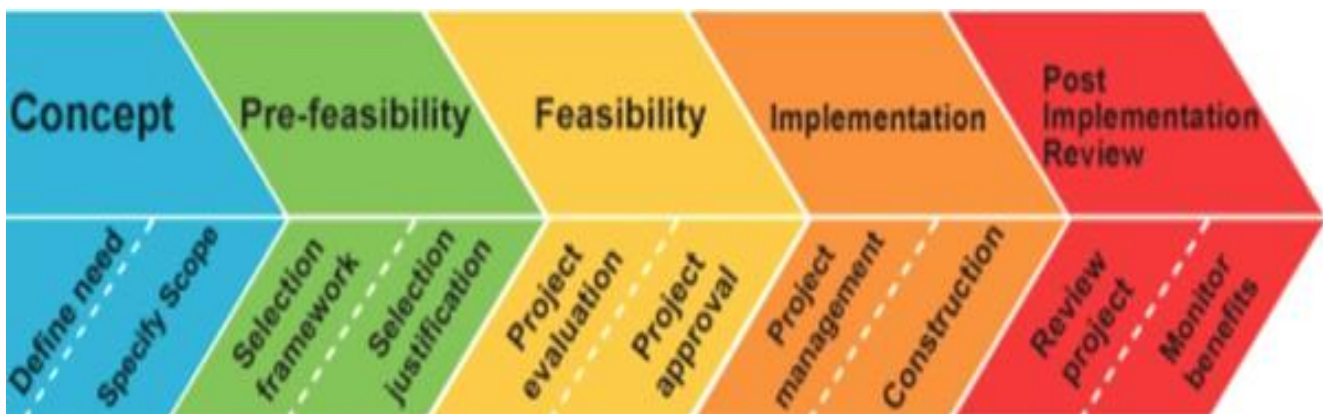 Concept
Pre-feasibility
Feasibility
Implementation
Post
Implementation
Review
Define need
Specify Scope
Selection
framework
Selection
justification
Project
evaluation
Project
approval
Project
management
Construction
Review
project
Monitor
benefits